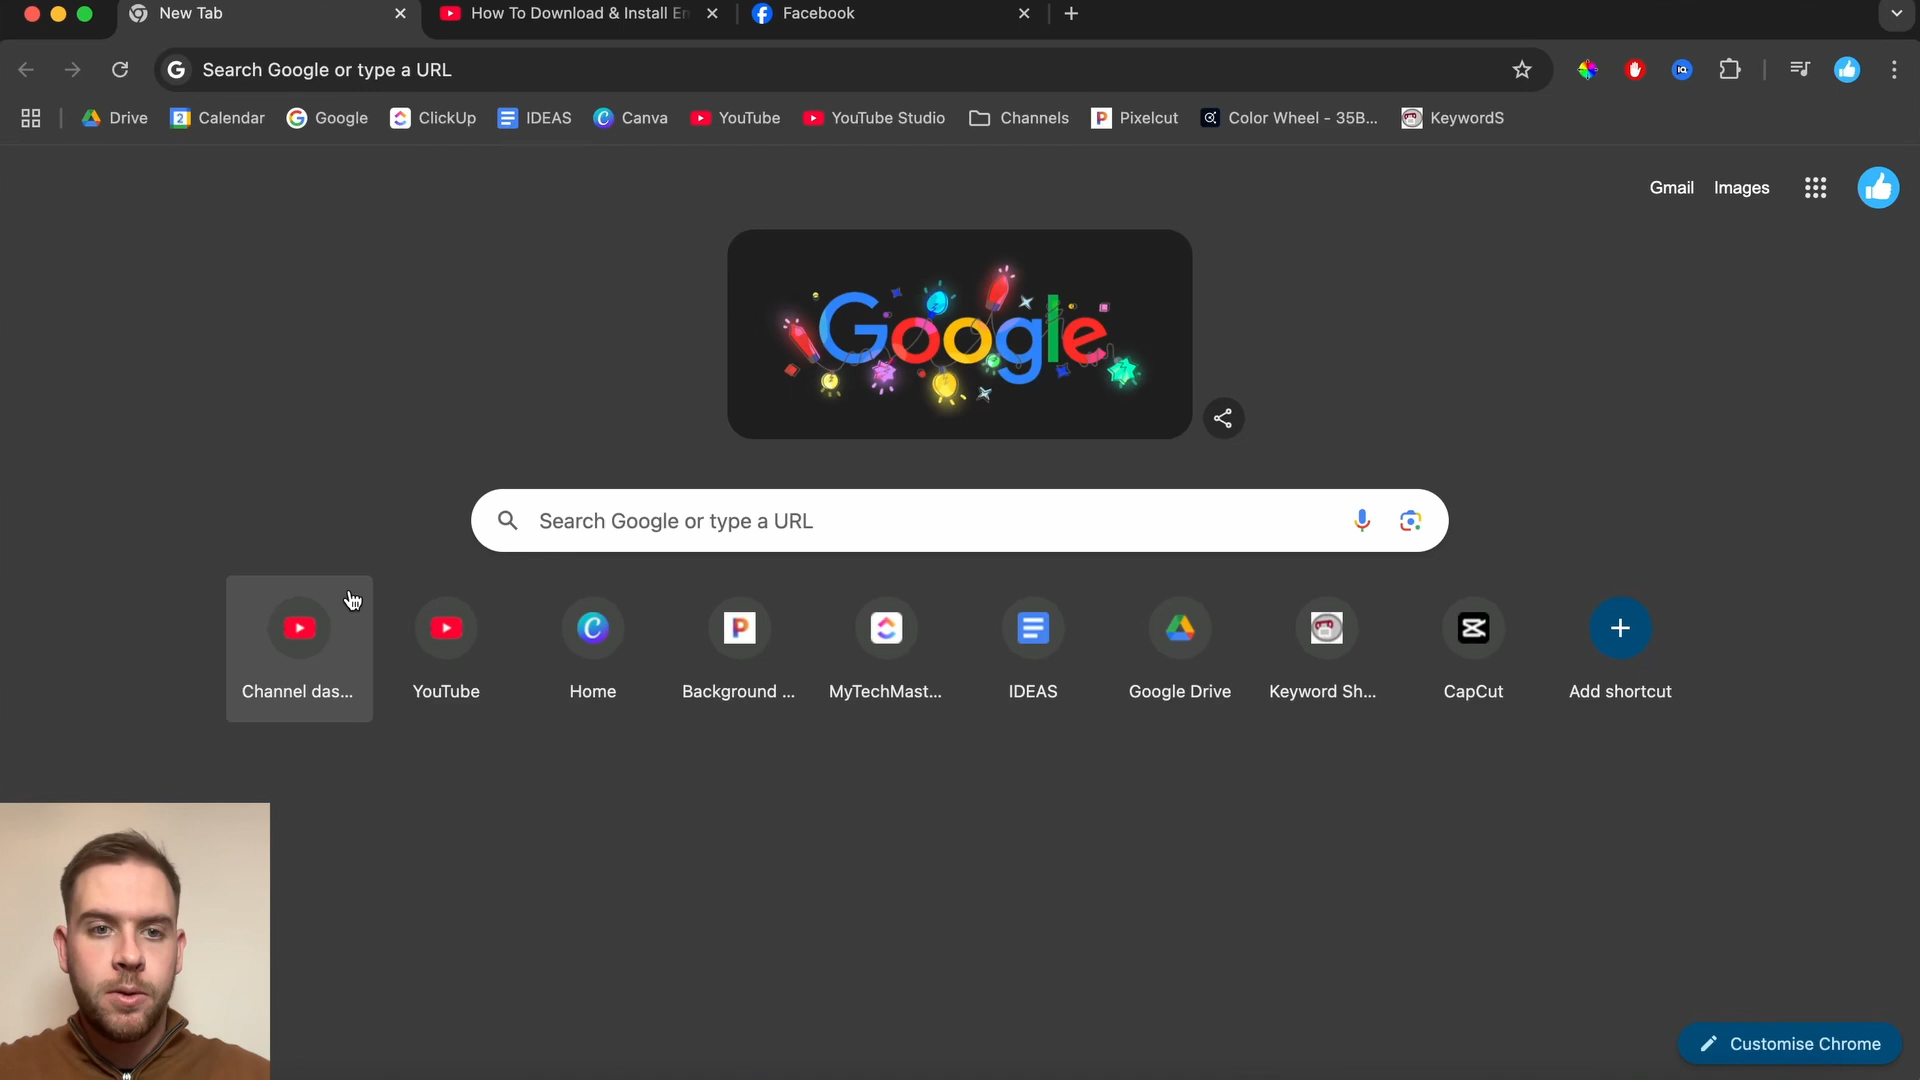 New Tab
How To Download & Install En
Facebook
Search Google or type a URL
Drive
Calendar
Google
ClickUp
IDEAS
Canva
YouTube
YouTube Studio
Channels
Pixelcut
Color Wheel - 35B...
KeywordS
Gmail
Images
Google
Search Google or type a URL
Channel das...
YouTube
Home
Background ...
MyTechMast...
IDEAS
Google Drive
Keyword Sh...
CapCut
Add shortcut
Customise Chrome